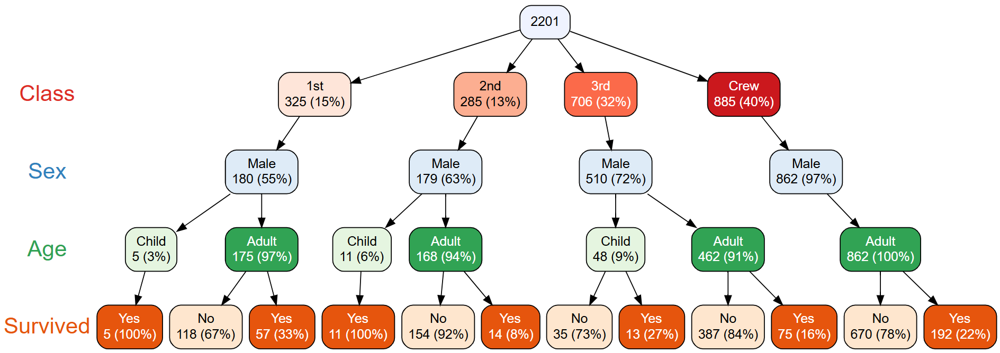 2201
Class
1st
325 (15%)
2nd
285 (13%)
3rd
706 (32%)
Crew
885 (40%)
Sex
Male
180 (55%)
Male
179 (63%)
Male
510 (72%)
Male
862 (97%)
Age
Child
5 (3%)
Adult
175 (97%)
Child
11 (6%)
Adult
168 (94%)
Child
48 (9%)
Adult
462 (91%)
Adult
862 (100%)
Survived
Yes
5 (100%)
No
118 (67%)
Yes
57 (33%)
Yes
11 (100%)
No
154 (92%)
Yes
14 (8%)
No
35 (73%)
Yes
13 (27%)
No
387 (84%)
Yes
75 (16%)
No
670 (78%)
Yes
192 (22%)